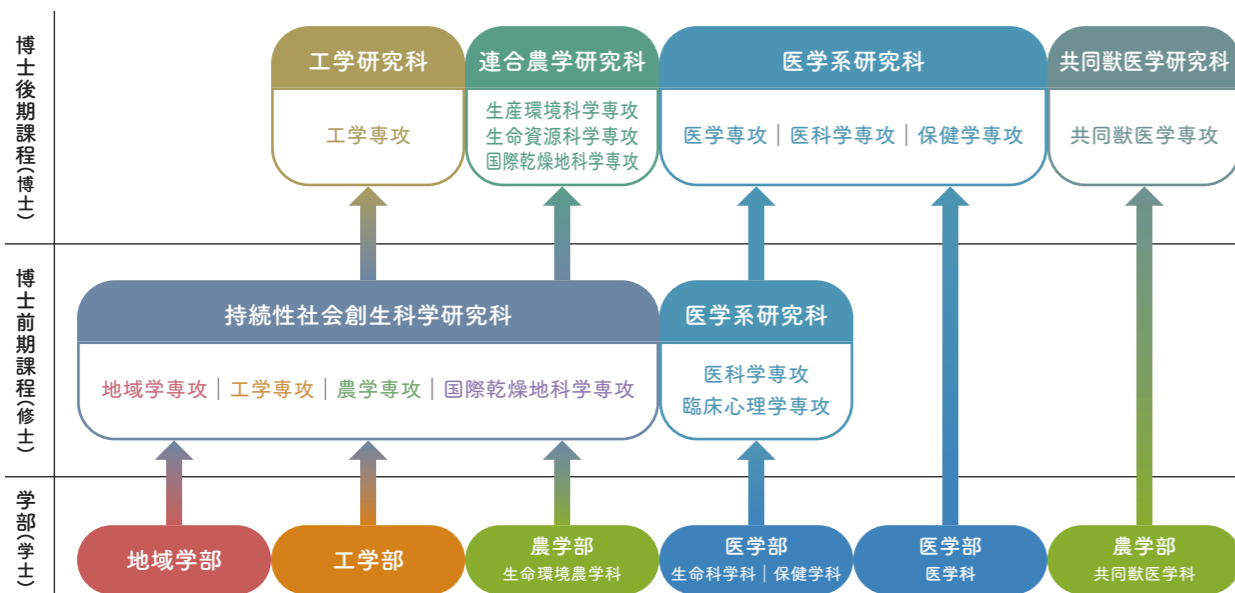 博士後期課程(博士)
工学研究科
工学専攻
連合農学研究科
生産環境科学専攻
生命資源科学専攻
国際乾燥地科学専攻
医学系研究科
医学専攻|医科学専攻|保健学専攻
共同獣医学研究科
共同獣医学専攻
博士前期課程(修士)
持続性社会創生科学研究科
地域学専攻|工学専攻|農学専攻|国際乾燥地科学専攻
医学系研究科
医科学専攻
臨床心理学専攻
学部(学士)
地域学部
工学部
農学部
生命環境農学科
医学部
生命科学科|保健学科
医学部
医学科
農学部
共同獣医学科